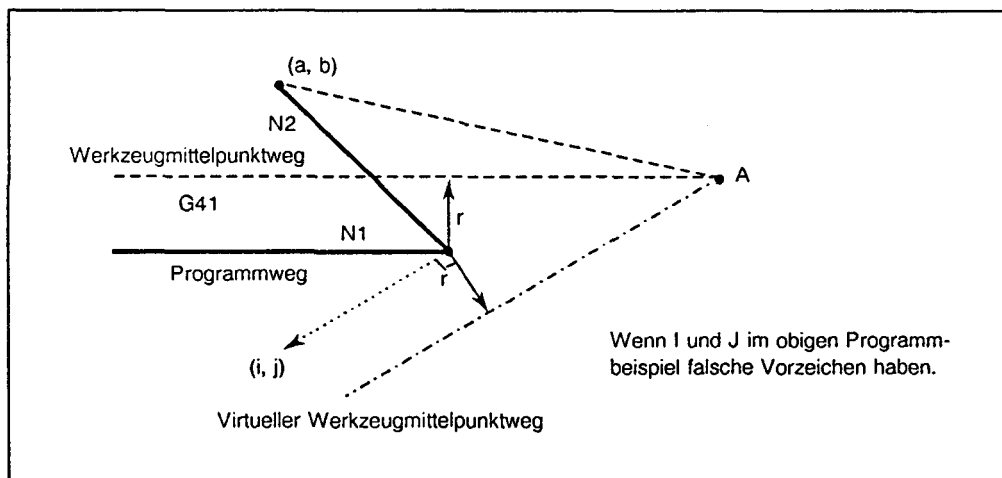 (a, b)
N2
Werkzeugmittelpunktweg
A
G41
r
N1
Programmweg
r
Wenn I und J im obigen Programm-
beispiel falsche Vorzeichen haben.
(i, j)
Virtueller Werkzeugmittelpunktweg